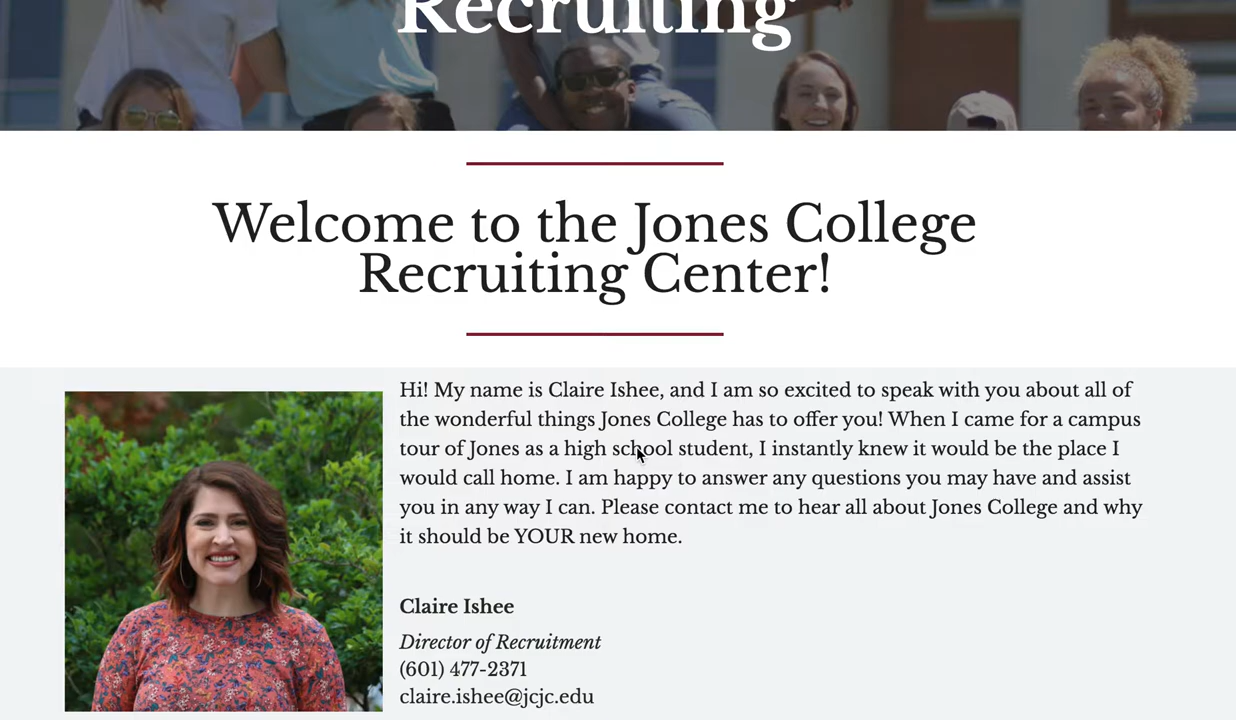 Recruiting
Welcome to the Jones College
Recruiting Center!
Hi! My name is Claire Ishee, and I am so excited to speak with you about all of
the wonderful things Jones College has to offer you! When I came for a campus
tour of Jones as a high school student, I instantly knew it would be the place I
would call home. I am happy to answer any questions you may have and assist
you in any way I can. Please contact me to hear all about Jones College and why
it should be YOUR new home.
Claire Ishee
Director of Recruitment
(601) 477-2371
claire.ishee@jcjc.edu